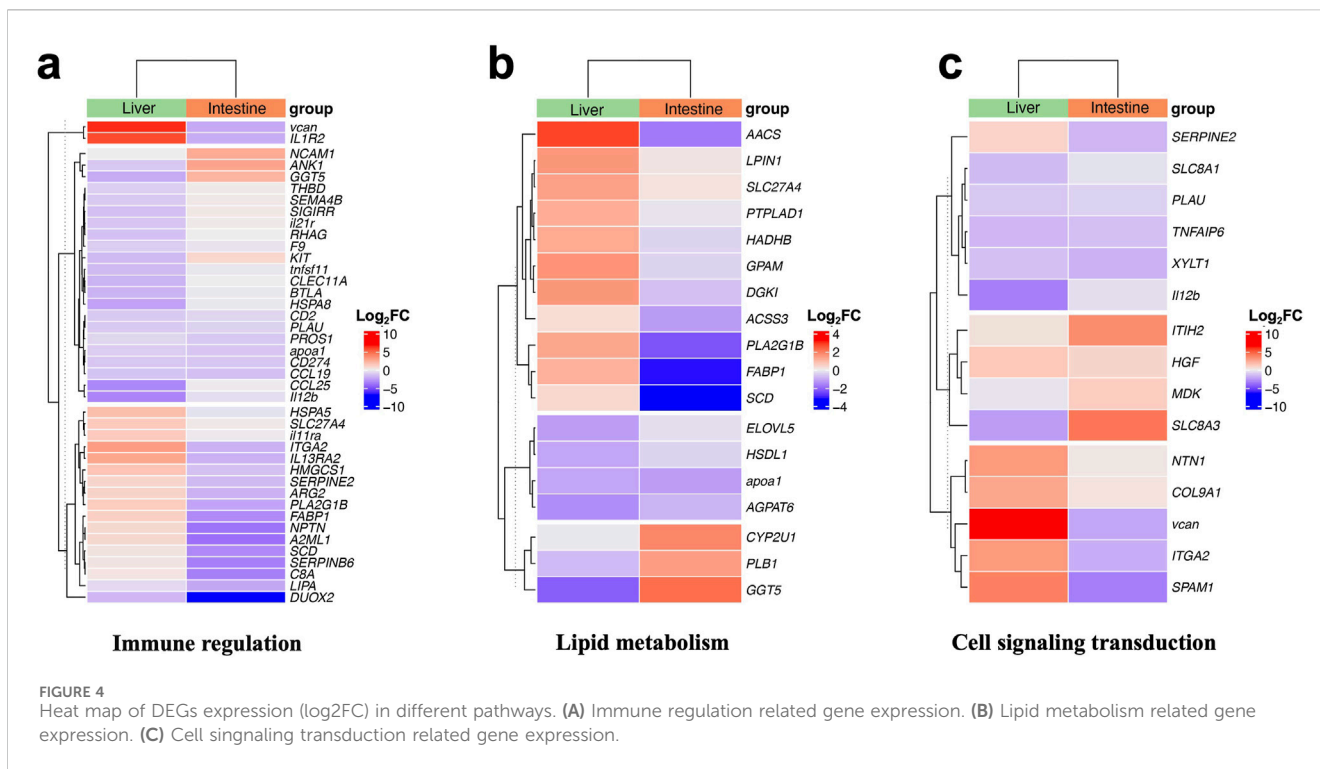 a
Liver Intestine group
vcan
IL1R2
NCAM1
ANK1
GGT5
THBD
SEMA4B
SIGIRR
il21r
RHAG
F9
KIT
tnfsf11
CLEC11A
BTLA
HSPA8
CD2
PLAU
PROS1
apoa1
CD274
CCL19
CCL25
Il12b
HSPA5
SLC27A4
il11ra
ITGA2
IL13RA2
HMGCS1
SERPINE2
ARG2
PLA2G1B
FABP1
NPTN
A2ML1
SCD
SERPINB6
C8A
LIPA
DUOX2
Log2FC
10
5
0
−5
−10
Immune regulation
b
Liver Intestine group
AACS
LPIN1
SLC27A4
PTPLAD1
HADHB
GPAM
DGKI
ACSS3
PLA2G1B
FABP1
SCD
ELOVL5
HSDL1
apoa1
AGPAT6
CYP2U1
PLB1
GGT5
Log2FC
4
2
0
−2
−4
Lipid metabolism
c
Liver Intestine group
SERPINE2
SLC8A1
PLAU
TNFAIP6
XYLT1
Il12b
ITIH2
HGF
MDK
SLC8A3
NTN1
COL9A1
vcan
ITGA2
SPAM1
Log2FC
10
5
0
−5
−10
Cell signaling transduction
FIGURE 4
Heat map of DEGs expression (log2FC) in different pathways. (A) Immune regulation related gene expression. (B) Lipid metabolism related gene
expression. (C) Cell singnaling transduction related gene expression.